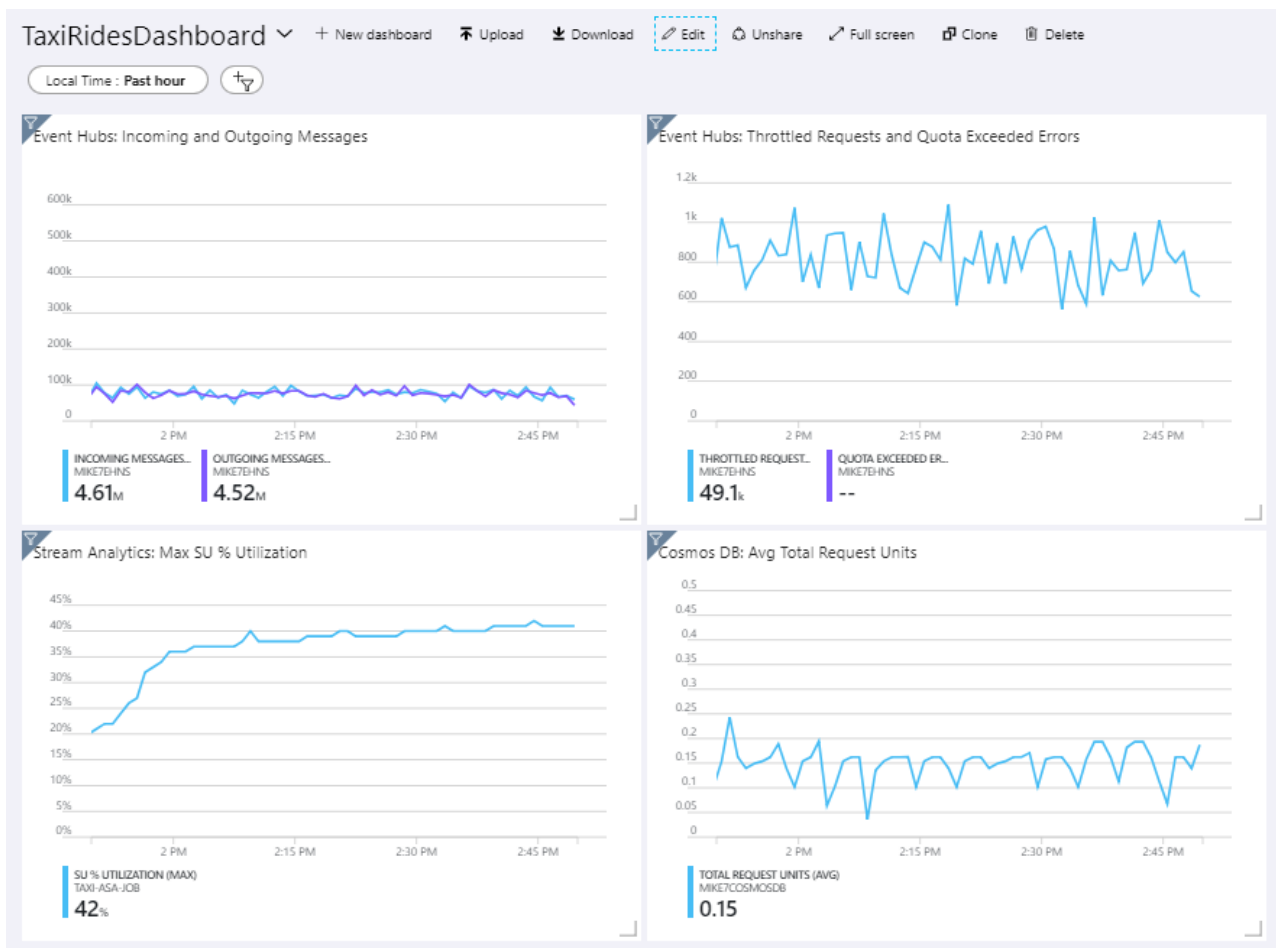 TaxiRidesDashboard
New dashboard Upload Download Edit Unshare Full screen Clone Delete
Local Time : Past hour
Event Hubs: Incoming and Outgoing Messages
600k
500k
400k
300k
200k
100k
0
2 PM 2:15 PM 2:30 PM 2:45 PM
INCOMING MESSAGES... OUTGOING MESSAGES...
MIKE7EHNS MIKE7EHNS
4.61M 4.52M
Event Hubs: Throttled Requests and Quota Exceeded Errors
1.2k
1k
800
600
400
200
0
2 PM 2:15 PM 2:30 PM 2:45 PM
THROTTLED REQUEST... QUOTA EXCEEDED ER...
MIKE7EHNS MIKE7EHNS
49.1k --
Stream Analytics: Max SU % Utilization
45%
40%
35%
30%
25%
20%
15%
10%
5%
0%
2 PM 2:15 PM 2:30 PM 2:45 PM
SU % UTILIZATION (MAX)
TAXI-ASA-JOB
42%
Cosmos DB: Avg Total Request Units
0.5
0.45
0.4
0.35
0.3
0.25
0.2
0.15
0.1
0.05
0
2 PM 2:15 PM 2:30 PM 2:45 PM
TOTAL REQUEST UNITS (AVG)
MIKE7COSMOSDB
0.15